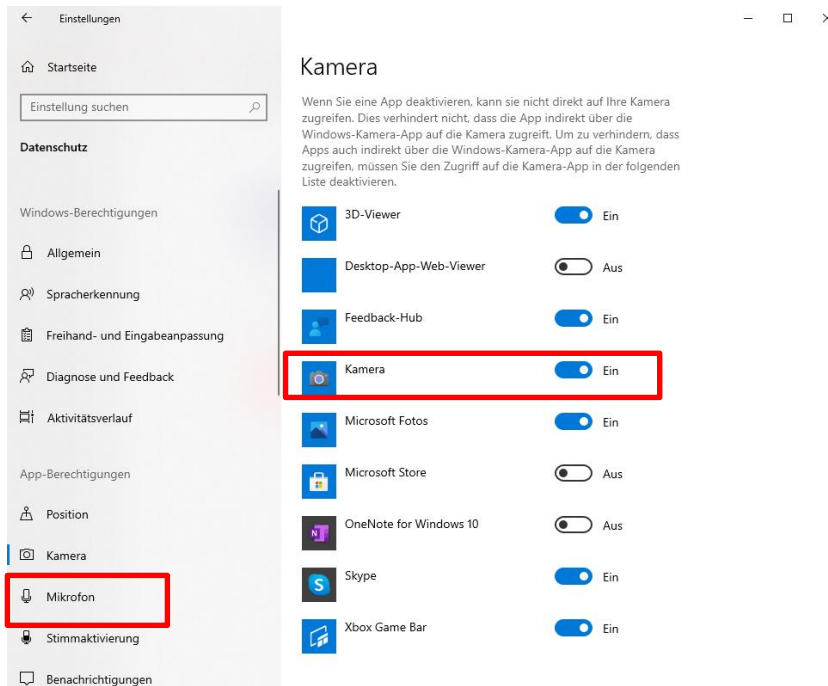 Einstellungen
Startseite
Einstellung suchen
Datenschutz
Windows-Berechtigungen
Allgemein
Spracherkennung
Freihand- und Eingabeanpassung
Diagnose und Feedback
Aktivitätsverlauf
App-Berechtigungen
Position
Kamera
Mikrofon
Stimmaktivierung
Benachrichtigungen
Kamera
Wenn Sie eine App deaktivieren, kann sie nicht direkt auf Ihre Kamera
zugreifen. Dies verhindert nicht, dass die App indirekt über die
Windows-Kamera-App auf die Kamera zugreift. Um zu verhindern, dass
Apps auch indirekt über die Windows-Kamera-App auf die Kamera
zugreifen, müssen Sie den Zugriff auf die Kamera-App in der folgenden
Liste deaktivieren.
3D-Viewer Ein
Desktop-App-Web-Viewer Aus
Feedback-Hub Ein
Kamera Ein
Microsoft Fotos Ein
Microsoft Store Aus
OneNote for Windows 10 Aus
Skype Ein
Xbox Game Bar Ein